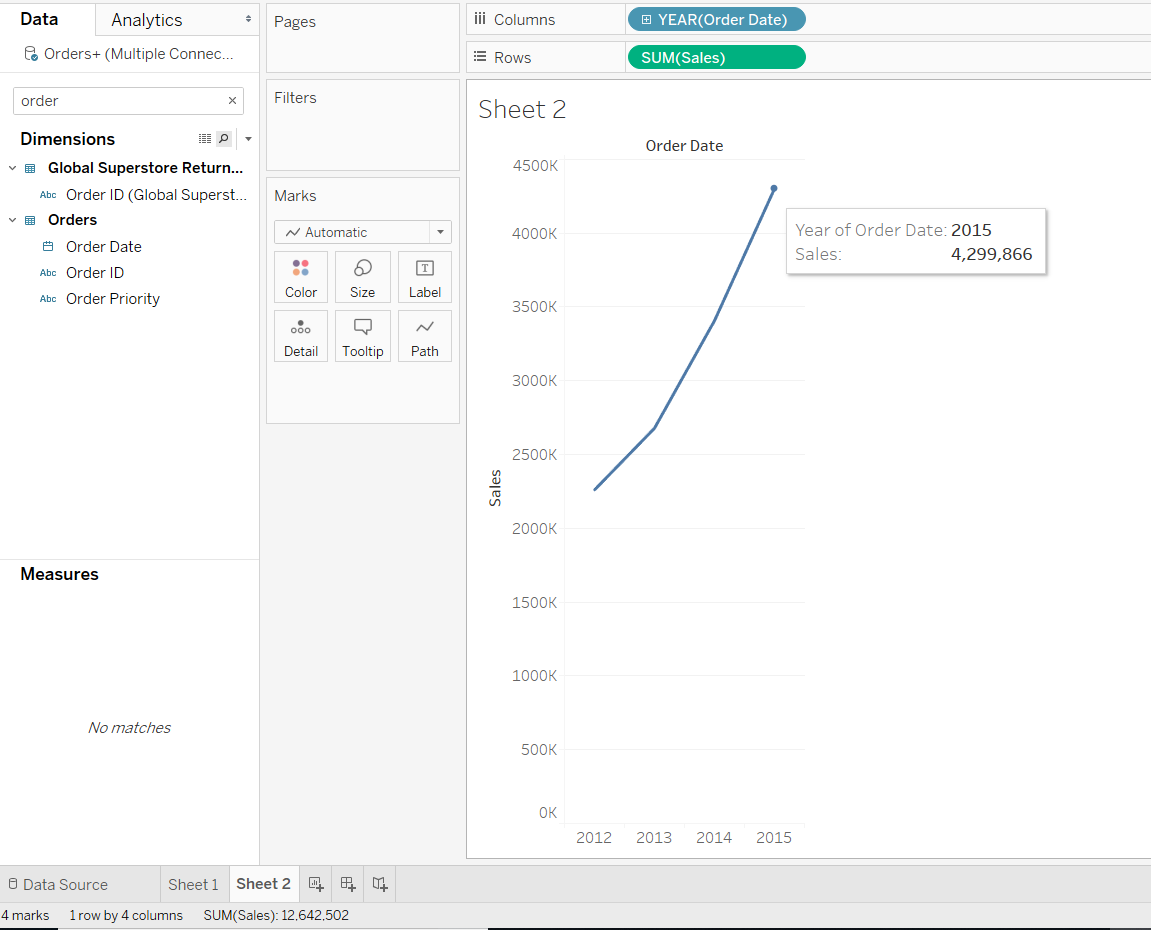 Data
Analytics
Orders+ (Multiple Connec...
order
Dimensions
Global Superstore Return...
Abc Order ID (Global Superst...
Orders
Order Date
Abc Order ID
Abc Order Priority
Measures
No matches
Pages
Filters
Marks
Automatic
Color Size Label
Detail Tooltip Path
Columns YEAR(Order Date)
Rows SUM(Sales)
Sheet 2
Order Date
4500K
4000K
3500K
3000K
2500K
2000K
1500K
1000K
500K
0K
Sales
2012 2013 2014 2015
Year of Order Date: 2015
Sales: 4,299,866
Data Source Sheet 1 Sheet 2
4 marks 1 row by 4 columns SUM(Sales): 12,642,502